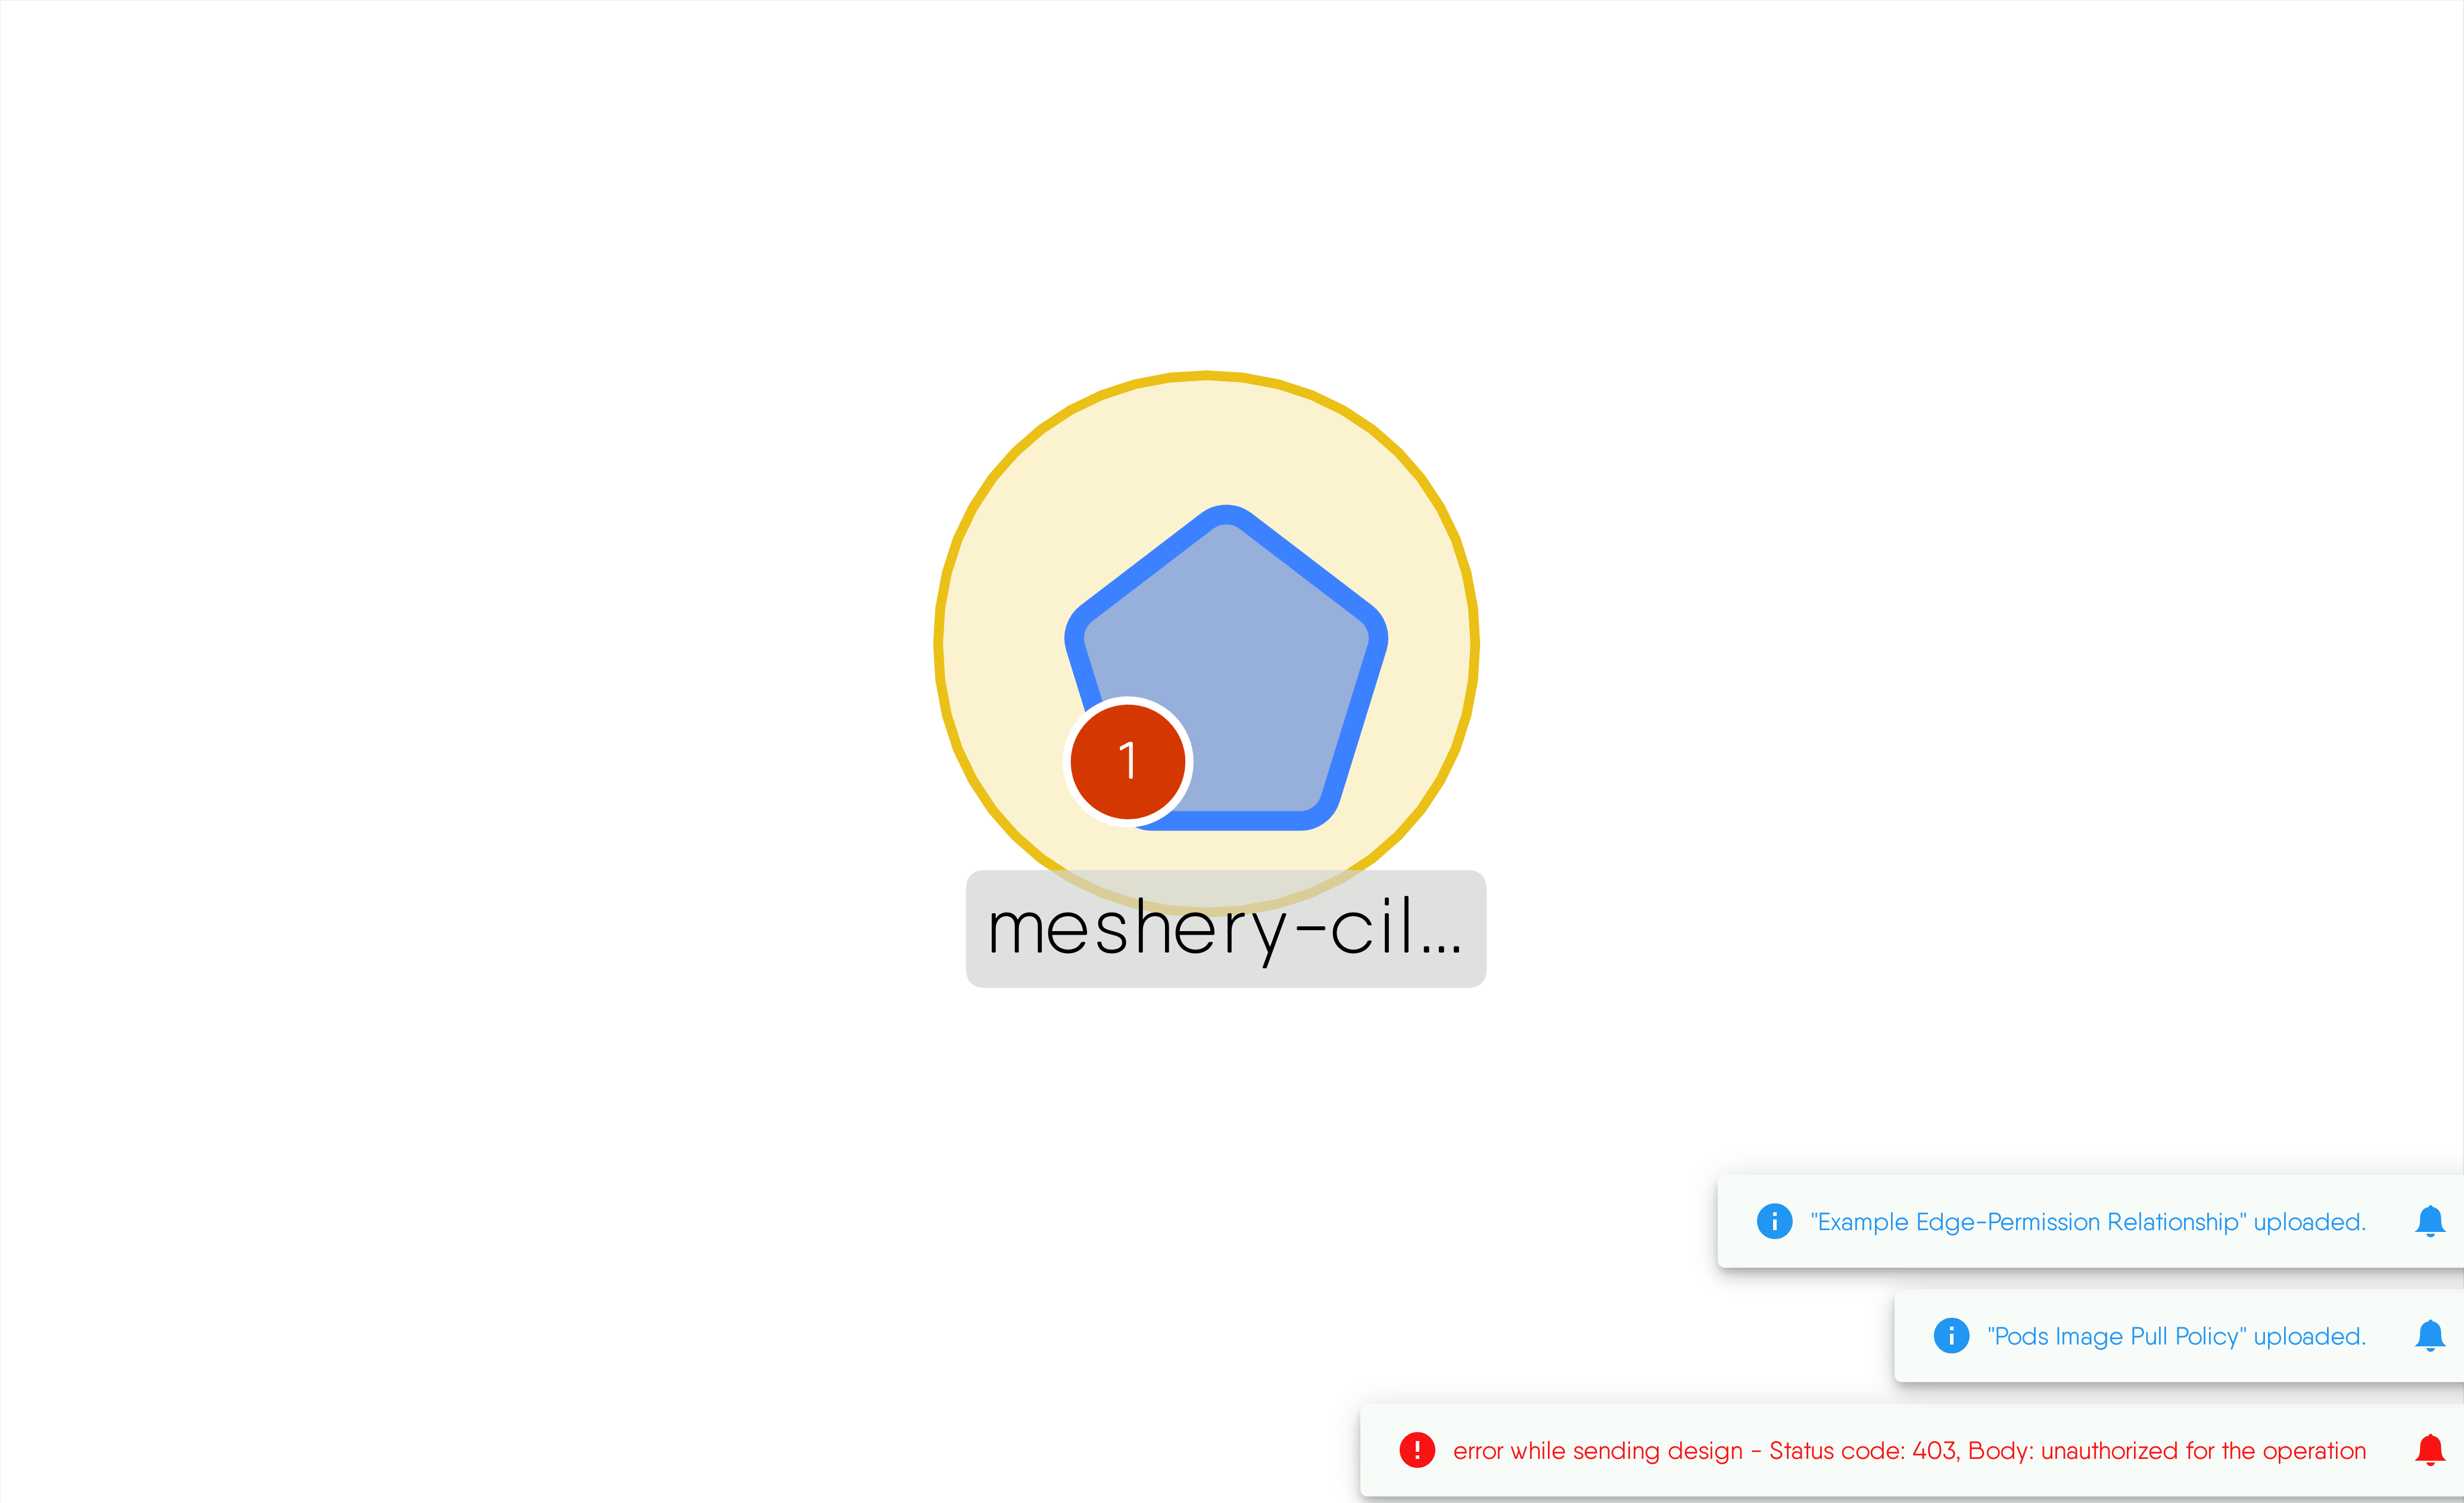 1
meshery-cil...
"Example Edge-Permission Relationship" uploaded.
"Pods Image Pull Policy" uploaded.
error while sending design - Status code: 403, Body: unauthorized for the operation